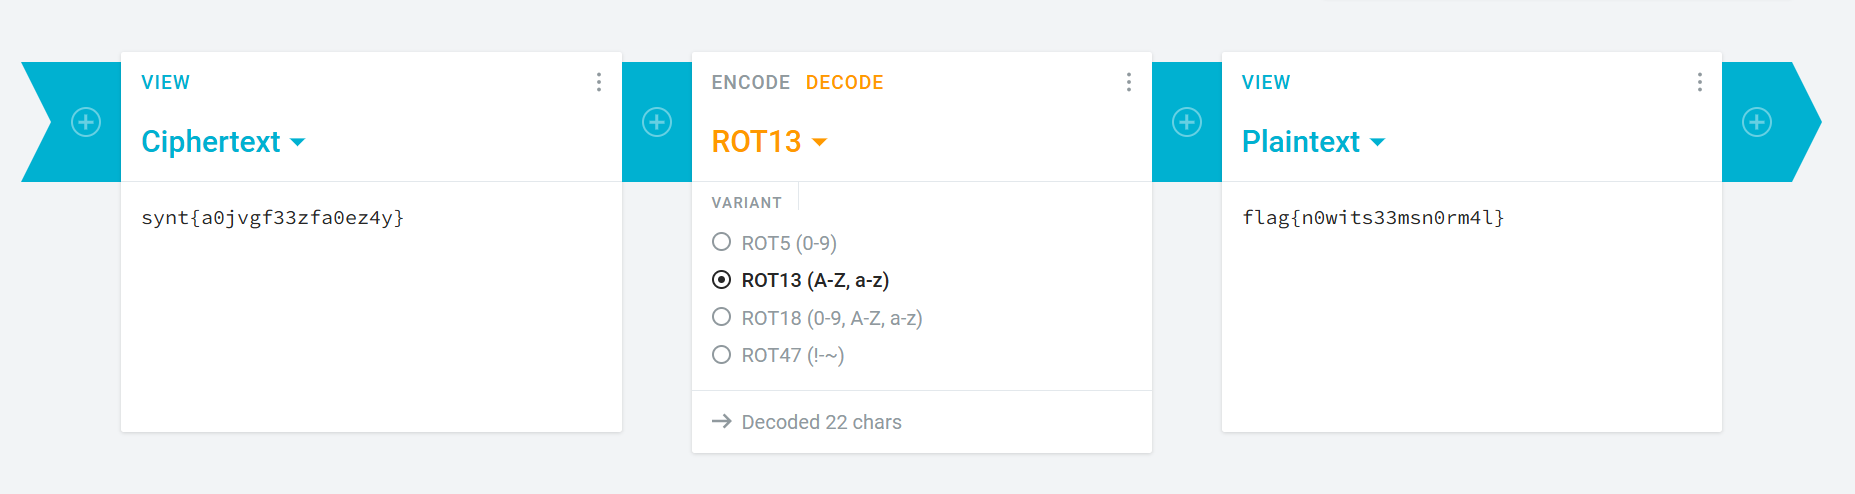 VIEW
Ciphertext
synt{a0jvgf33zfa0ez4y}
ENCODE DECODE
ROT13
VARIANT
ROT5 (0-9)
ROT13 (A-Z, a-z)
ROT18 (0-9, A-Z, a-z)
ROT47 (!-~)
→ Decoded 22 chars
VIEW
Plaintext
flag{n0wits33msn0rm4l}